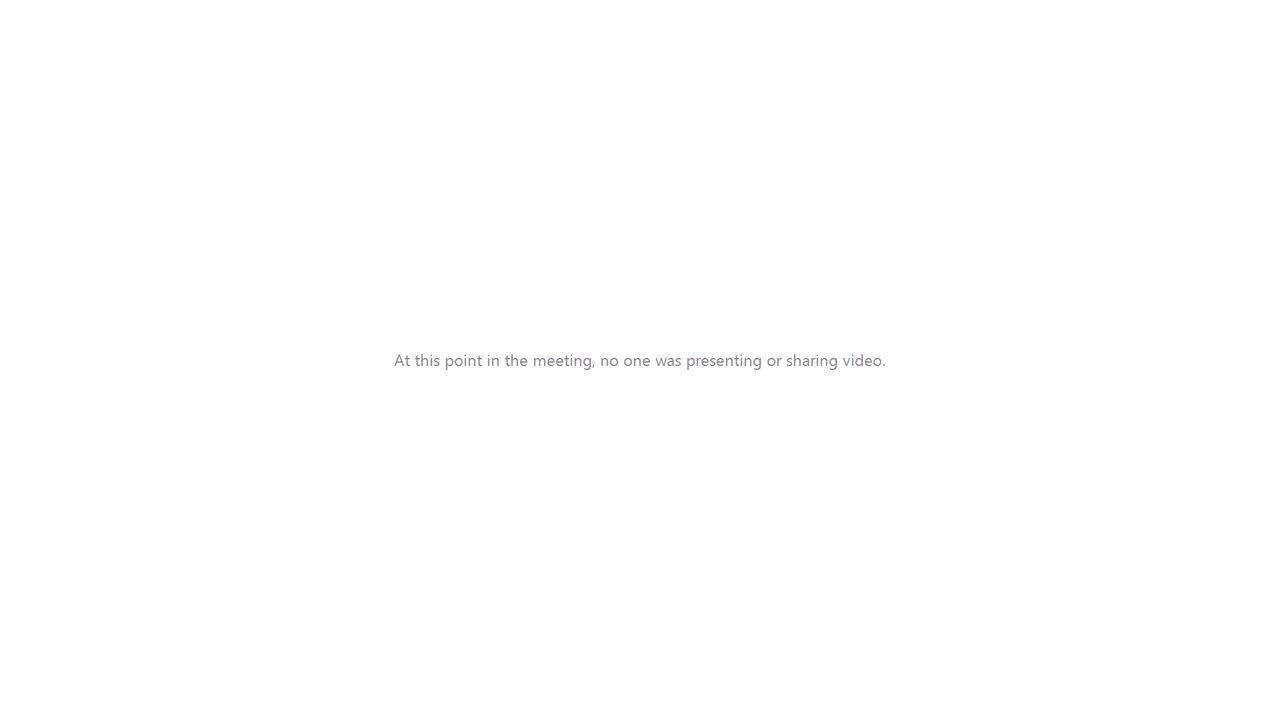 At this point in the meeting, no one was presenting or sharing video.